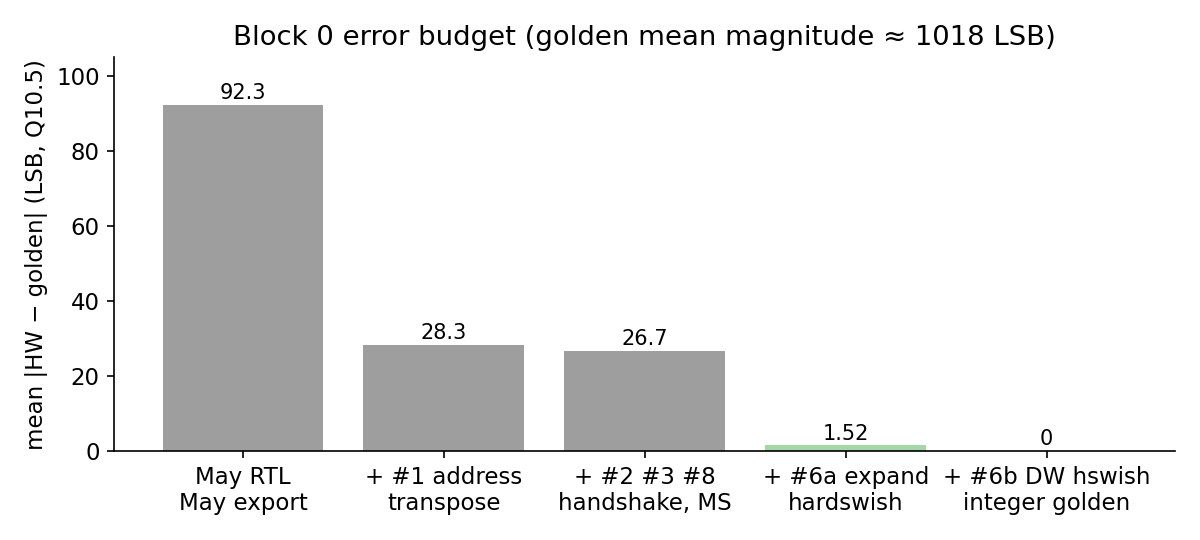 Block 0 error budget (golden mean magnitude ≈ 1018 LSB)
mean |HW − golden| (LSB, Q10.5)
100
80
60
40
20
0
92.3
28.3
26.7
1.52
0
May RTL
May export
+ #1 address
transpose
+ #2 #3 #8
handshake, MS
+ #6a expand
hardswish
+ #6b DW hswish
integer golden